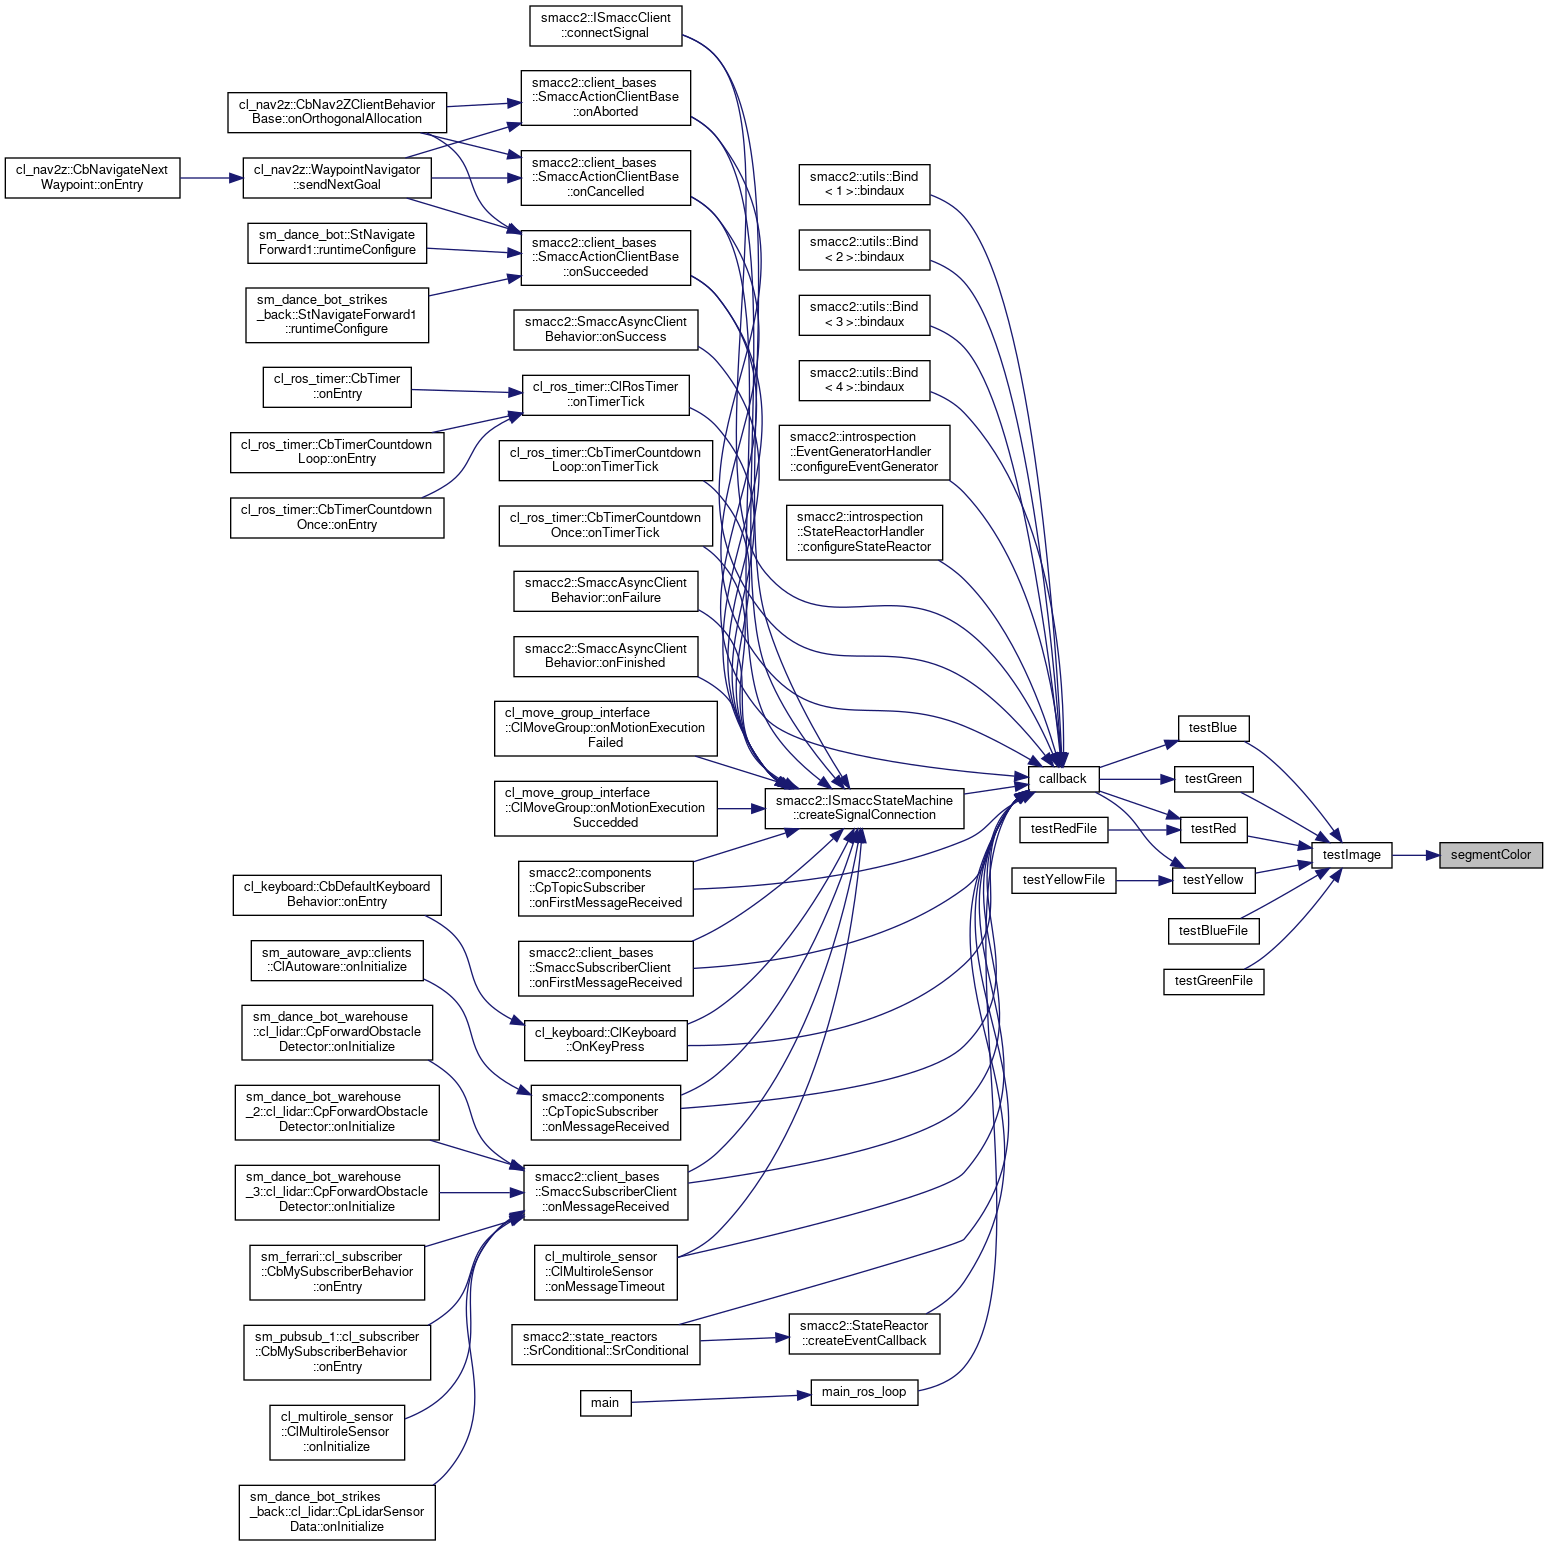 smacc2::ISmaccClient
::connectSignal
smacc2::client_bases
::SmaccActionClientBase
::onAborted
cl_nav2z::CbNav2ZClientBehavior
Base::onOrthogonalAllocation
cl_nav2z::CbNavigateNext
Waypoint::onEntry
cl_nav2z::WaypointNavigator
::sendNextGoal
smacc2::client_bases
::SmaccActionClientBase
::onCancelled
sm_dance_bot::StNavigate
Forward1::runtimeConfigure
smacc2::client_bases
::SmaccActionClientBase
::onSucceeded
sm_dance_bot_strikes
_back::StNavigateForward1
::runtimeConfigure
smacc2::SmaccAsyncClient
Behavior::onSuccess
cl_ros_timer::CbTimer
::onEntry
cl_ros_timer::ClRosTimer
::onTimerTick
cl_ros_timer::CbTimerCountdown
Loop::onEntry
cl_ros_timer::CbTimerCountdown
Loop::onTimerTick
cl_ros_timer::CbTimerCountdown
Once::onEntry
cl_ros_timer::CbTimerCountdown
Once::onTimerTick
smacc2::SmaccAsyncClient
Behavior::onFailure
smacc2::SmaccAsyncClient
Behavior::onFinished
cl_move_group_interface
::ClMoveGroup::onMotionExecution
Failed
cl_move_group_interface
::ClMoveGroup::onMotionExecution
Succedded
smacc2::components
::CpTopicSubscriber
::onFirstMessageReceived
smacc2::client_bases
::SmaccSubscriberClient
::onFirstMessageReceived
cl_keyboard::CbDefaultKeyboard
Behavior::onEntry
cl_keyboard::ClKeyboard
::OnKeyPress
sm_autoware_avp::clients
::ClAutoware::onInitialize
smacc2::components
::CpTopicSubscriber
::onMessageReceived
sm_dance_bot_warehouse
::cl_lidar::CpForwardObstacle
Detector::onInitialize
sm_dance_bot_warehouse
_2::cl_lidar::CpForwardObstacle
Detector::onInitialize
sm_dance_bot_warehouse
_3::cl_lidar::CpForwardObstacle
Detector::onInitialize
smacc2::client_bases
::SmaccSubscriberClient
::onMessageReceived
sm_ferrari::cl_subscriber
::CbMySubscriberBehavior
::onEntry
cl_multirole_sensor
::ClMultiroleSensor
::onMessageTimeout
sm_pubsub_1::cl_subscriber
::CbMySubscriberBehavior
::onEntry
smacc2::state_reactors
::SrConditional::SrConditional
cl_multirole_sensor
::ClMultiroleSensor
::onInitialize
main
sm_dance_bot_strikes
_back::cl_lidar::CpLidarSensor
Data::onInitialize
smacc2::utils::Bind
< 1 >::bindaux
smacc2::utils::Bind
< 2 >::bindaux
smacc2::utils::Bind
< 3 >::bindaux
smacc2::utils::Bind
< 4 >::bindaux
smacc2::introspection
::EventGeneratorHandler
::configureEventGenerator
smacc2::introspection
::StateReactorHandler
::configureStateReactor
smacc2::ISmaccStateMachine
::createSignalConnection
smacc2::StateReactor
::createEventCallback
main_ros_loop
callback
testRedFile
testYellowFile
testBlue
testGreen
testRed
testYellow
testBlueFile
testGreenFile
testImage
segmentColor